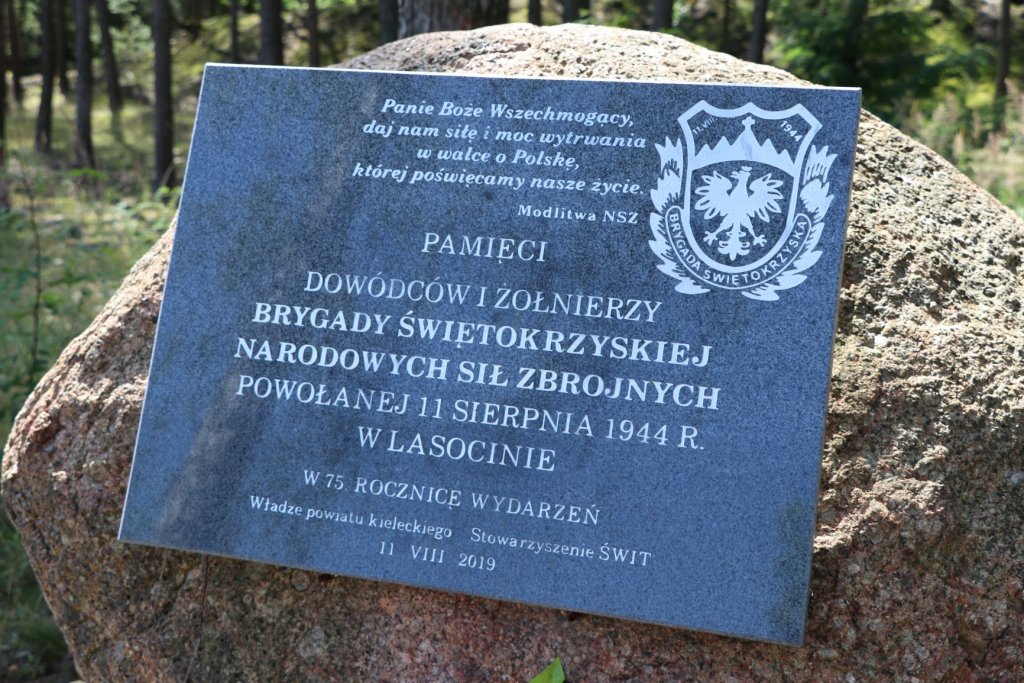 Panie Boże Wszechmogacy,
daj nam siłę i moc wytrwania
w walce o Polskę,
której poświęcamy nasze życie.
Modlitwa NSZ
11.VIII 1944
BRYGADA ŚWIĘTOKRZYSKA
PAMIĘCI
DOWÓDCÓW I ŻOŁNIERZY
BRYGADY ŚWIĘTOKRZYSKIEJ
NARODOWYCH SIŁ ZBROJNYCH
POWOŁANEJ 11 SIERPNIA 1944 R.
W LASOCINIE
W 75. ROCZNICĘ WYDARZEŃ
Władze powiatu kieleckiego Stowarzyszenie ŚWIT
11 VIII 2019